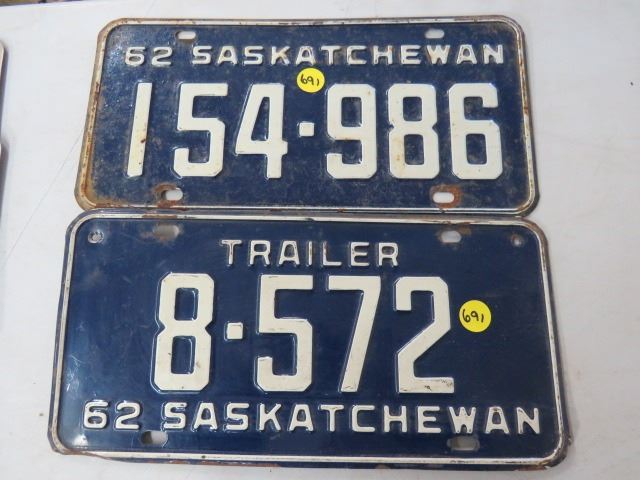 62 SASKATCHEWAN
691
154·986
TRAILER
8·572
691
62 SASKATCHEWAN